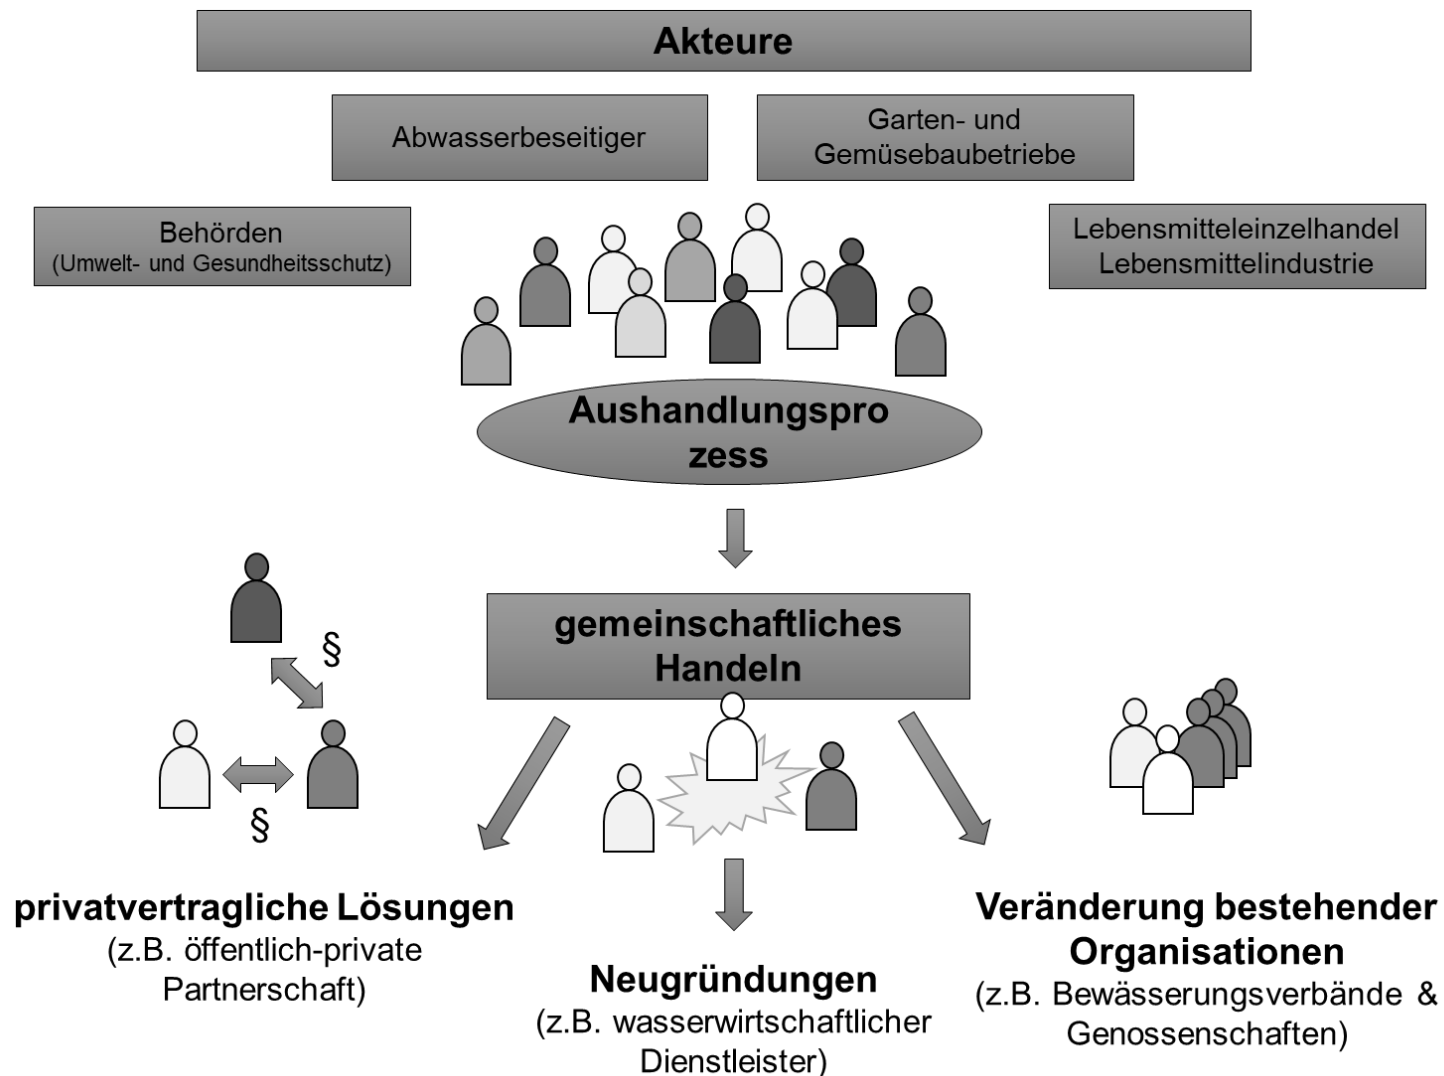 Akteure
Abwasserbeseitiger
Garten- und
Gemüsebaubetriebe
Behörden
(Umwelt- und Gesundheitsschutz)
Lebensmitteleinzelhandel
Lebensmittelindustrie
Aushandlungspro
zess
gemeinschaftliches
Handeln
§
§
privatvertragliche Lösungen
(z.B. öffentlich-private
Partnerschaft)
Neugründungen
(z.B. wasserwirtschaftlicher
Dienstleister)
Veränderung bestehender
Organisationen
(z.B. Bewässerungsverbände &
Genossenschaften)